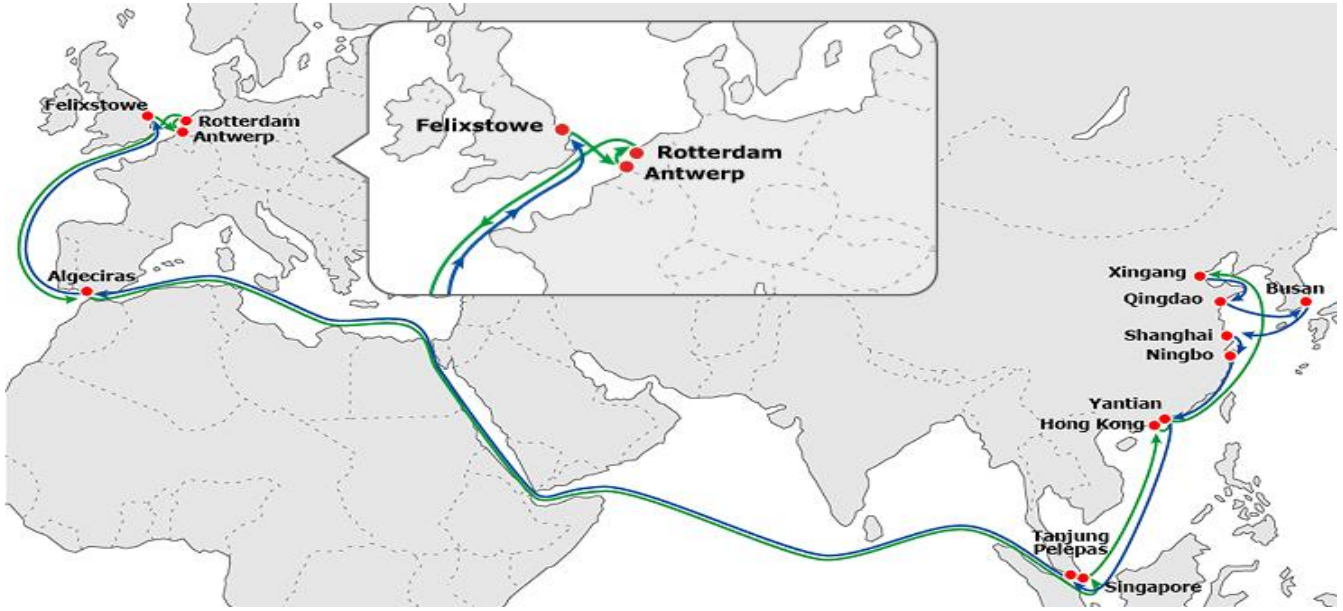 Felixstowe
Rotterdam
Antwerp
Felixstowe
Rotterdam
Antwerp
Algeciras
Xingang
Busan
Qingdao
Shanghai
Ningbo
Yantian
Hong Kong
Tanjung
Pelepas
Singapore